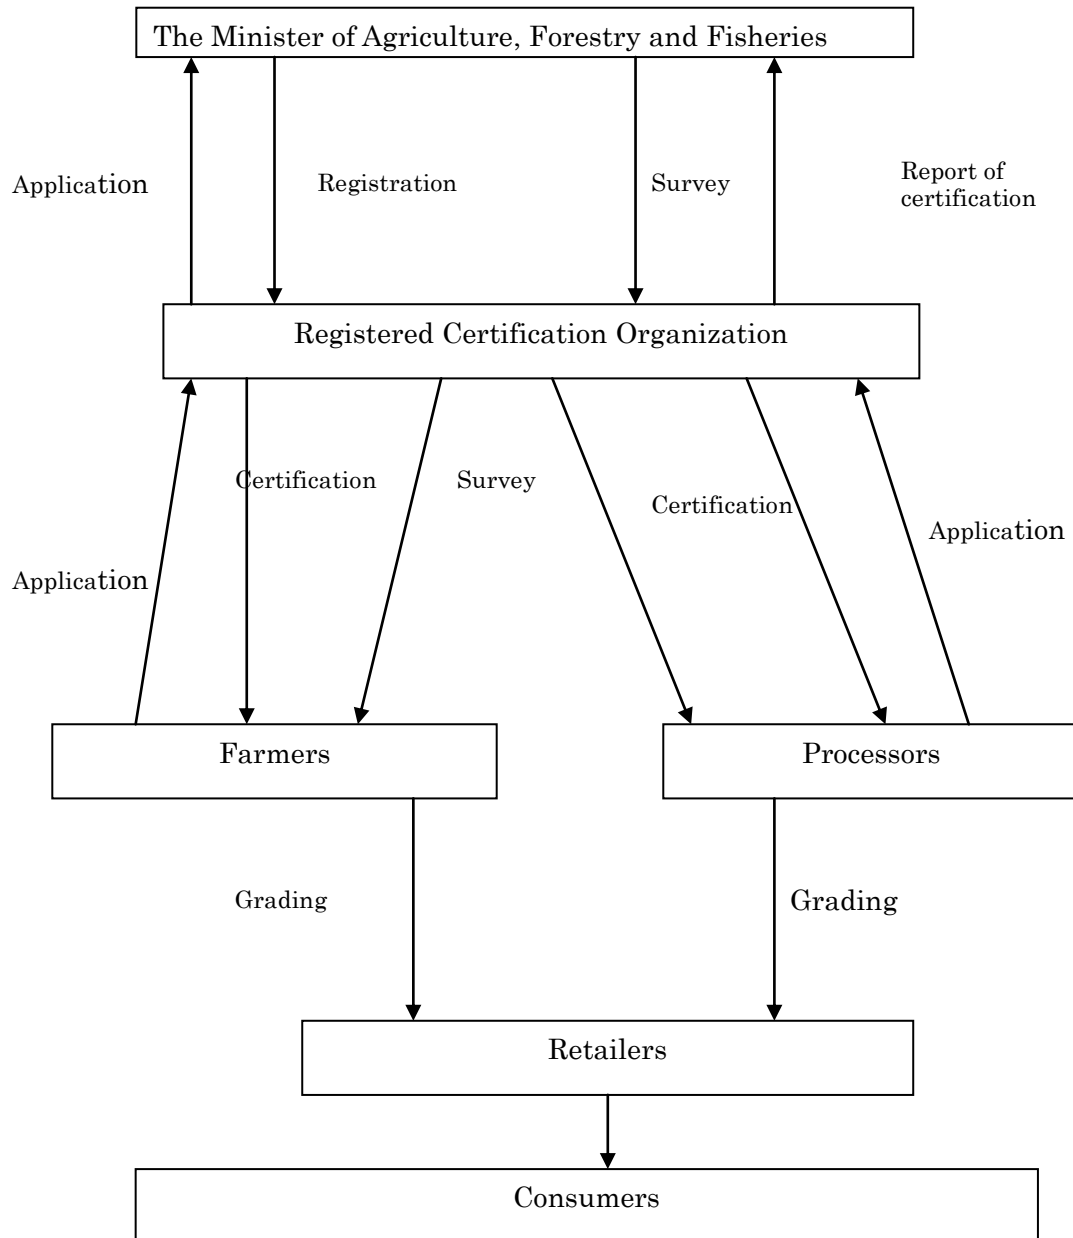 The Minister of Agriculture, Forestry and Fisheries
Application
Registration
Survey
Report of
certification
Registered Certification Organization
Certification
Survey
Certification
Application
Application
Farmers
Processors
Grading
Grading
Retailers
Consumers